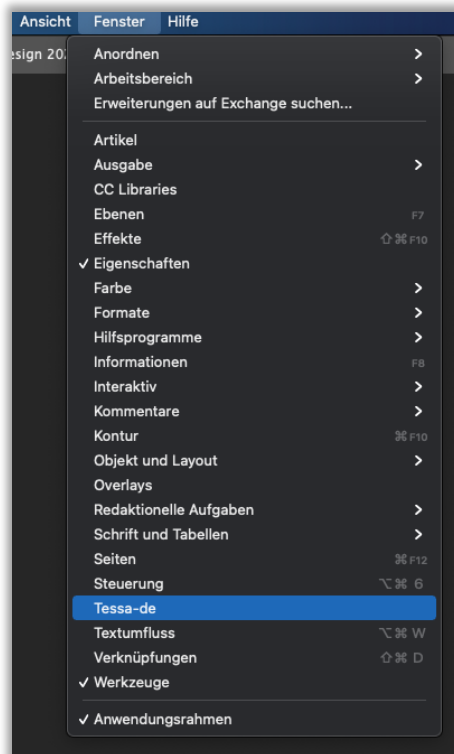 Ansicht Fenster Hilfe
esign 20
Anordnen
Arbeitsbereich
Erweiterungen auf Exchange suchen...
Artikel
Ausgabe
CC Libraries
Ebenen F7
Effekte ⇧⌘F10
✓ Eigenschaften
Farbe
Formate
Hilfsprogramme
Informationen F8
Interaktiv
Kommentare
Kontur ⌘F10
Objekt und Layout
Overlays
Redaktionelle Aufgaben
Schrift und Tabellen
Seiten ⌘F12
Steuerung ⌥⌘ 6
Tessa-de
Textumfluss ⌥⌘ W
Verknüpfungen ⇧⌘ D
✓ Werkzeuge
✓ Anwendungsrahmen